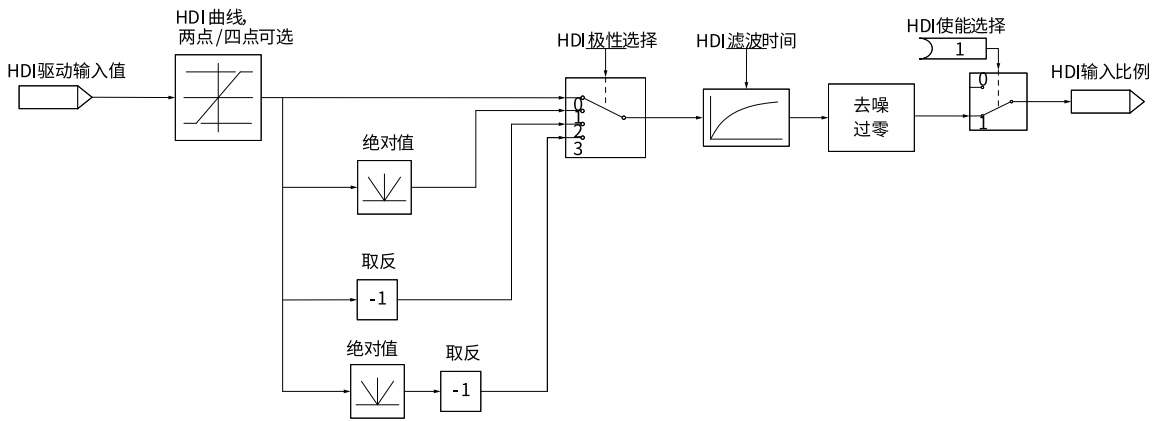 HDI曲线,
两点/四点可选
HDI驱动输入值
HDI极性选择
HDI滤波时间
HDI使能选择
1
HDI输入比例
0
1
2
3
去噪
过零
0
1
绝对值
取反
-1
绝对值
取反
-1